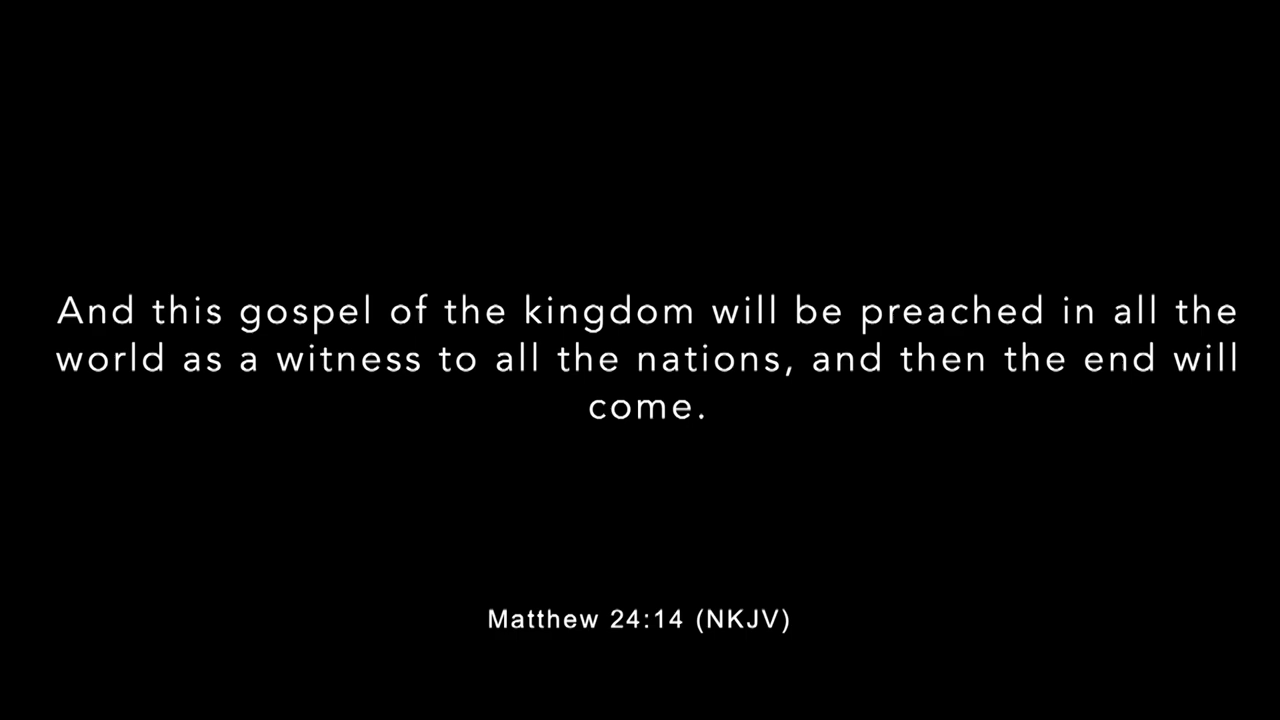 And this gospel of the kingdom will be preached in all the
world as a witness to all the nations, and then the end will
come.
Matthew 24:14 (NKJV)